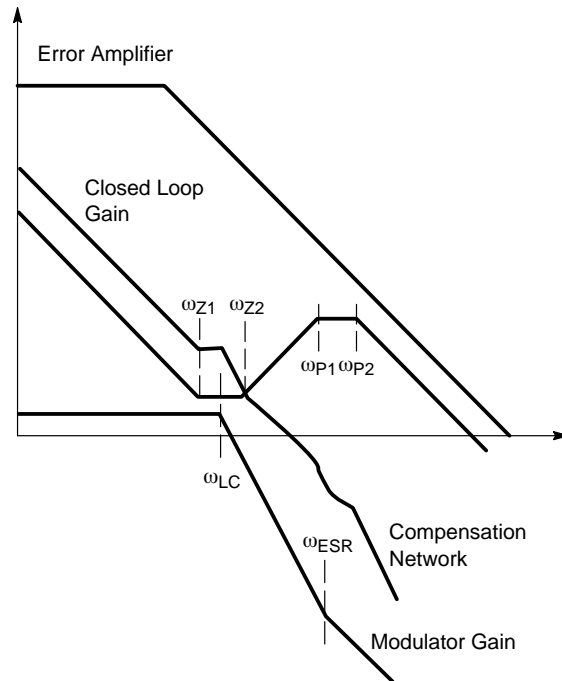 Error Amplifier
Closed Loop
Gain
ωZ1
ωZ2
ωP1
ωP2
ωLC
ωESR
Compensation
Network
Modulator Gain